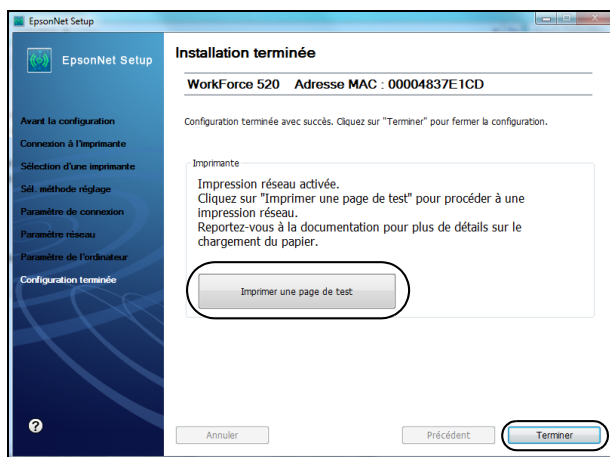 EpsonNet Setup
EpsonNet Setup
Avant la configuration
Connexion à l'imprimante
Sélection d'une imprimante
Sél. méthode réglage
Paramètre de connexion
Paramètre réseau
Paramètre de l'ordinateur
Configuration terminée
?
Installation terminée
WorkForce 520 Adresse MAC : 00004837E1CD
Configuration terminée avec succès. Cliquez sur "Terminer" pour fermer la configuration.
Imprimante
Impression réseau activée.
Cliquez sur "Imprimer une page de test" pour procéder à une
impression réseau.
Reportez-vous à la documentation pour plus de détails sur le
chargement du papier.
Imprimer une page de test
Annuler
Précédent
Terminer